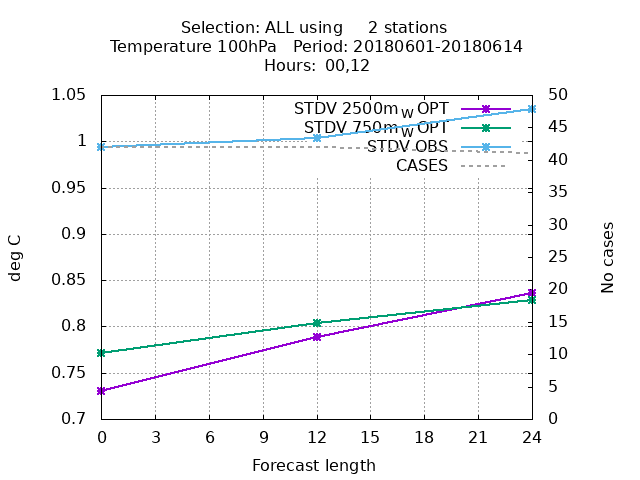 Selection: ALL using 2 stations
Temperature 100hPa Period: 20180601-20180614
Hours: 00,12
1.05
1
0.95
0.9
0.85
0.8
0.75
0.7
deg C
STDV 2500m_W OPT
STDV 750m_W OPT
STDV OBS
CASES
50
45
40
35
30
25
20
15
10
5
0
No cases
0 3 6 9 12 15 18 21 24
Forecast length